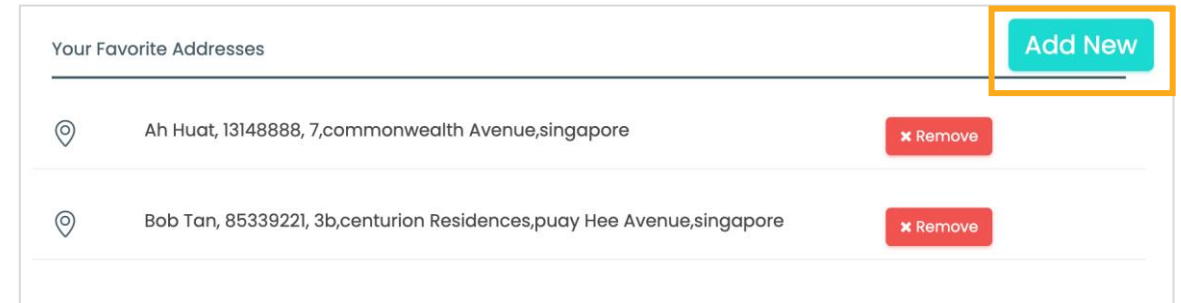 Your Favorite Addresses
Add New
Ah Huat, 13148888, 7,commonwealth Avenue,singapore
✖ Remove
Bob Tan, 85339221, 3b,centurion Residences,puay Hee Avenue,singapore
✖ Remove